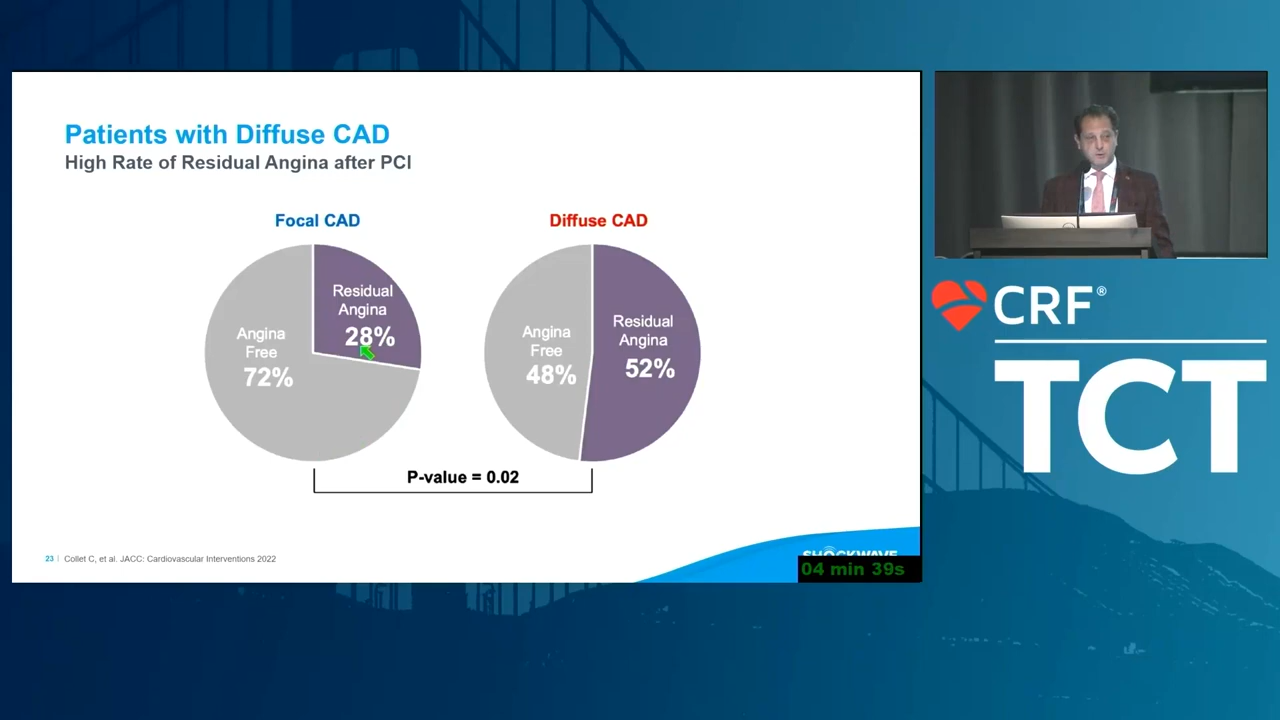 Patients with Diffuse CAD
High Rate of Residual Angina after PCI
Focal CAD
Diffuse CAD
Residual
Angina
28%
Angina
Free
72%
Residual
Angina
52%
Angina
Free
48%
P-value = 0.02
23 | Collet C, et al. JACC: Cardiovascular Interventions 2022
SHOCKWAVE
04 min 39s
CRF®
TCT